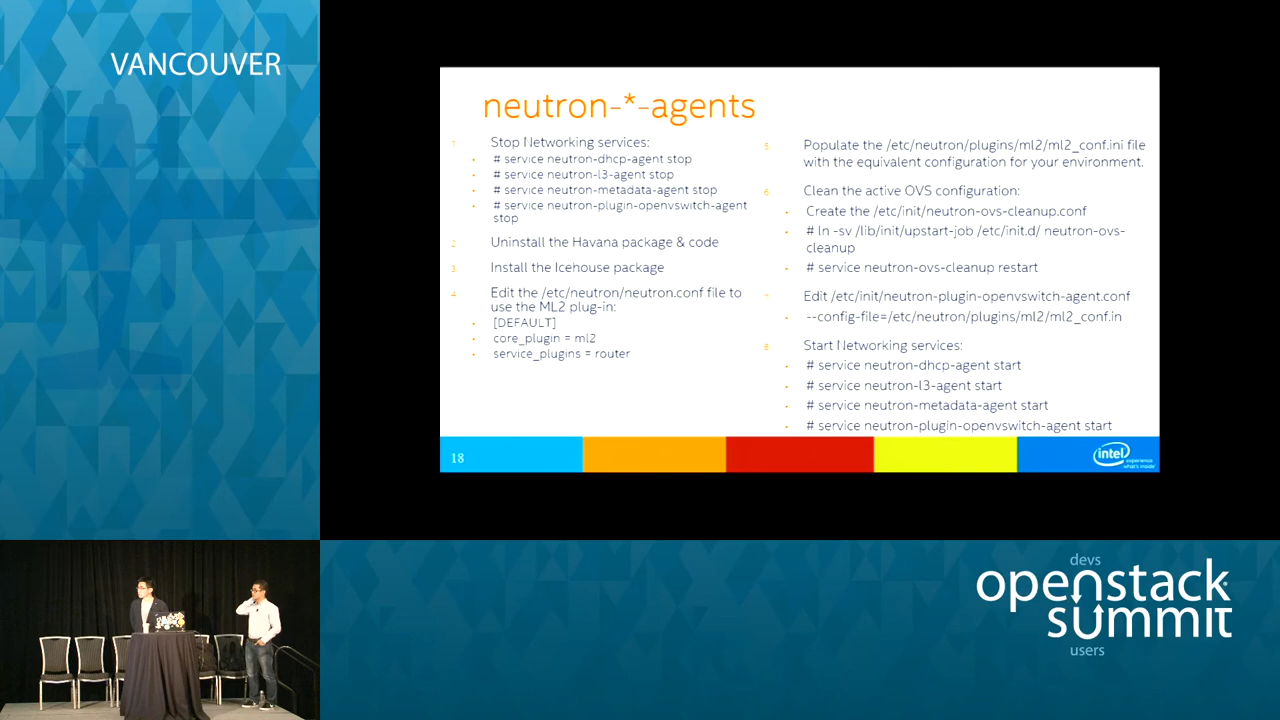 VANCOUVER
neutron-*-agents
1. Stop Networking services:
• # service neutron-dhcp-agent stop
• # service neutron-l3-agent stop
• # service neutron-metadata-agent stop
• # service neutron-plugin-openvswitch-agent
stop
2. Uninstall the Havana package & code
3. Install the Icehouse package
4. Edit the /etc/neutron/neutron.conf file to
use the ML2 plug-in:
• [DEFAULT]
• core_plugin = ml2
• service_plugins = router
5. Populate the /etc/neutron/plugins/ml2/ml2_conf.ini file
with the equivalent configuration for your environment.
6. Clean the active OVS configuration:
• Create the /etc/init/neutron-ovs-cleanup.conf
• # ln -sv /lib/init/upstart-job /etc/init.d/ neutron-ovs-
cleanup
• # service neutron-ovs-cleanup restart
7. Edit /etc/init/neutron-plugin-openvswitch-agent.conf
• --config-file=/etc/neutron/plugins/ml2/ml2_conf.in
8. Start Networking services:
• # service neutron-dhcp-agent start
• # service neutron-l3-agent start
• # service neutron-metadata-agent start
• # service neutron-plugin-openvswitch-agent start
18
intel
experience
what's inside
devs
openstack
summit
users